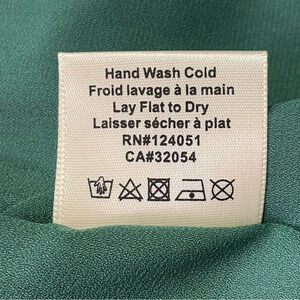 Hand Wash Cold
Froid lavage à la main
Lay Flat to Dry
Laisser sécher à plat
RN#124051
CA#32054